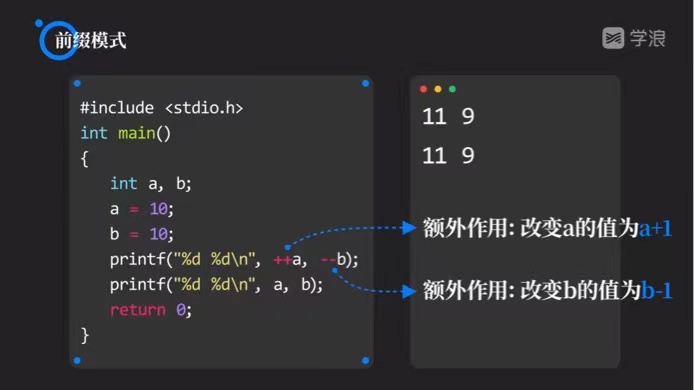 前缀模式
学浪
#include <stdio.h>
int main()
{
int a, b;
a = 10;
b = 10;
printf("%d %d\n", ++a, --b);
printf("%d %d\n", a, b);
return 0;
}
11 9
11 9
额外作用: 改变a的值为a+1
额外作用: 改变b的值为b-1